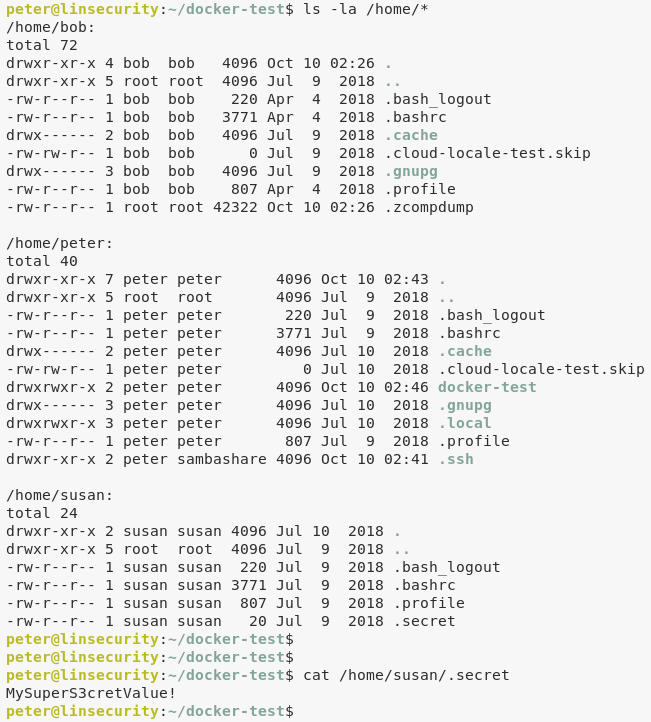 peter@linsecurity:~/docker-test$ ls -la /home/*
/home/bob:
total 72
drwxr-xr-x 4 bob  bob   4096 Oct 10 02:26 .
drwxr-xr-x 5 root root  4096 Jul  9  2018 ..
-rw-r--r-- 1 bob  bob    220 Apr  4  2018 .bash_logout
-rw-r--r-- 1 bob  bob   3771 Apr  4  2018 .bashrc
drwx------ 2 bob  bob   4096 Jul  9  2018 .cache
-rw-rw-r-- 1 bob  bob      0 Jul  9  2018 .cloud-locale-test.skip
drwx------ 3 bob  bob   4096 Jul  9  2018 .gnupg
-rw-r--r-- 1 bob  bob    807 Apr  4  2018 .profile
-rw-r--r-- 1 root root 42322 Oct 10 02:26 .zcompdump

/home/peter:
total 40
drwxr-xr-x 7 peter peter      4096 Oct 10 02:43 .
drwxr-xr-x 5 root  root       4096 Jul  9  2018 ..
-rw-r--r-- 1 peter peter       220 Jul  9  2018 .bash_logout
-rw-r--r-- 1 peter peter      3771 Jul  9  2018 .bashrc
drwx------ 2 peter peter      4096 Jul 10  2018 .cache
-rw-rw-r-- 1 peter peter         0 Jul 10  2018 .cloud-locale-test.skip
drwxrwxr-x 2 peter peter      4096 Oct 10 02:46 docker-test
drwx------ 3 peter peter      4096 Jul 10  2018 .gnupg
drwxrwxr-x 3 peter peter      4096 Jul 10  2018 .local
-rw-r--r-- 1 peter peter       807 Jul  9  2018 .profile
drwxr-xr-x 2 peter sambashare 4096 Oct 10 02:41 .ssh

/home/susan:
total 24
drwxr-xr-x 2 susan susan 4096 Jul 10  2018 .
drwxr-xr-x 5 root  root  4096 Jul  9  2018 ..
-rw-r--r-- 1 susan susan  220 Jul  9  2018 .bash_logout
-rw-r--r-- 1 susan susan 3771 Jul  9  2018 .bashrc
-rw-r--r-- 1 susan susan  807 Jul  9  2018 .profile
-rw-r--r-- 1 susan susan   20 Jul  9  2018 .secret
peter@linsecurity:~/docker-test$
peter@linsecurity:~/docker-test$
peter@linsecurity:~/docker-test$ cat /home/susan/.secret
MySuperS3cretValue!
peter@linsecurity:~/docker-test$